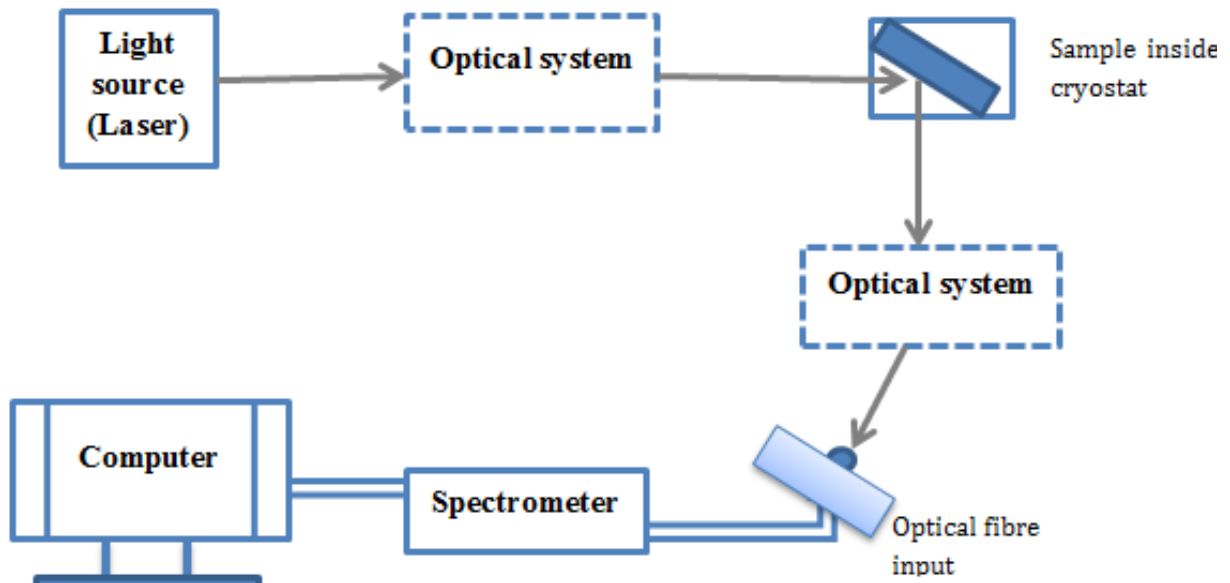 Light
source
(Laser)
Optical system
Sample inside
cryostat
Optical system
Computer
Spectrometer
Optical fibre
input